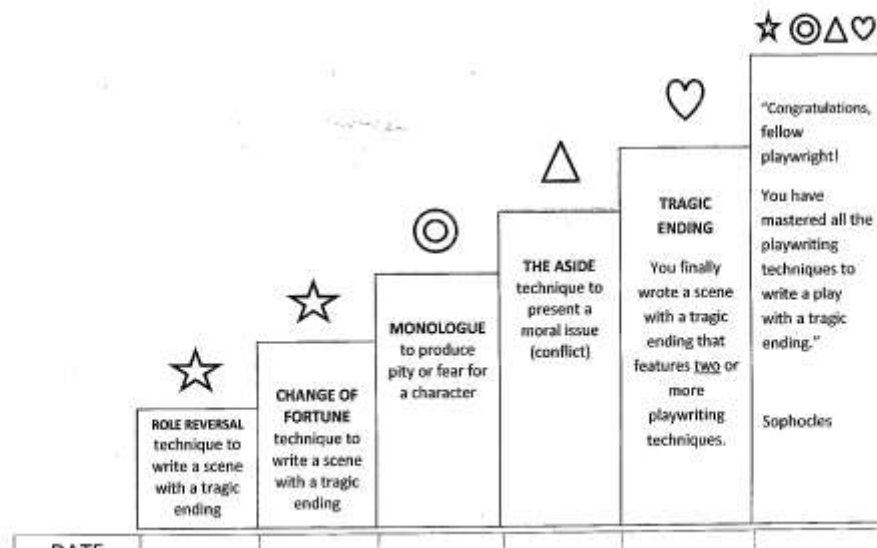 ROLE REVERSAL
technique to
write a scene
with a tragic
ending
CHANGE OF
FORTUNE
technique to
write a scene
with a tragic
ending
MONOLOGUE
to produce
pity or fear for
a character
THE ASIDE
technique to
present a
moral issue
(conflict)
TRAGIC
ENDING
You finally
wrote a scene
with a tragic
ending that
features two or
more
playwriting
techniques.
"Congratulations,
fellow
playwright!
You have
mastered all the
playwriting
techniques to
write a play
with a tragic
ending."
Sophocles
DATE